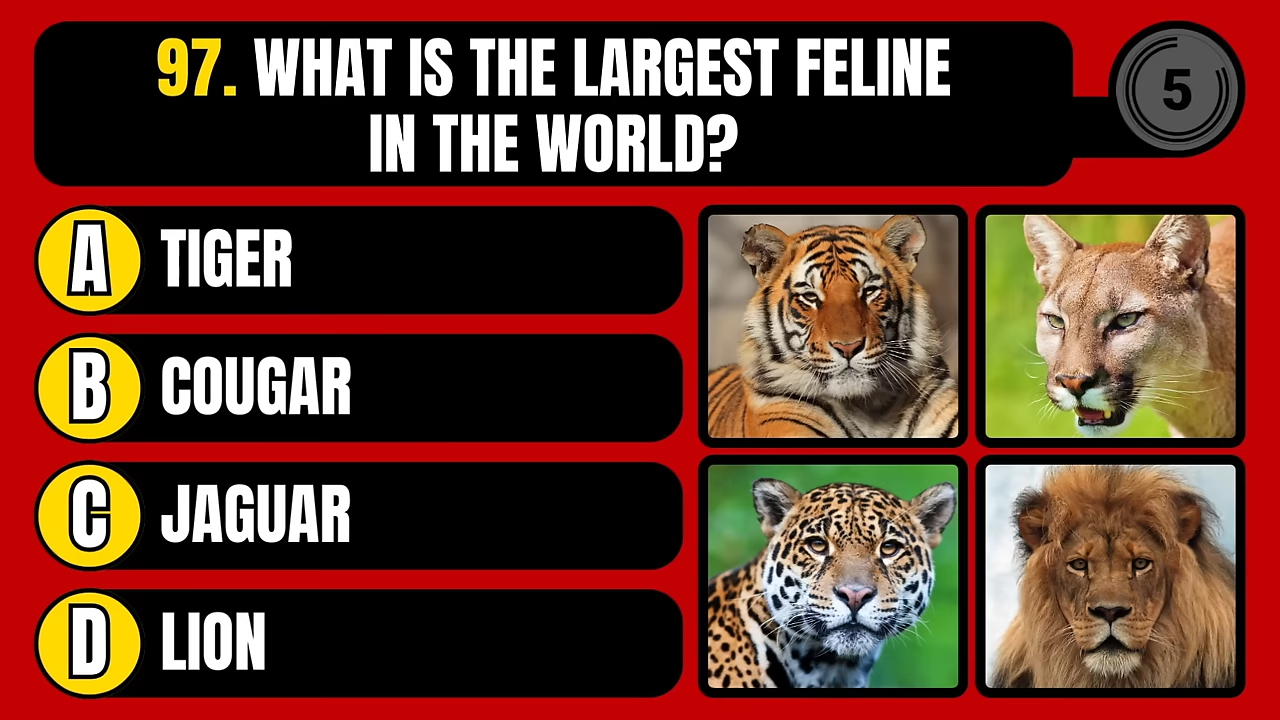 97. WHAT IS THE LARGEST FELINE
IN THE WORLD?
5
A TIGER
B COUGAR
C JAGUAR
D LION